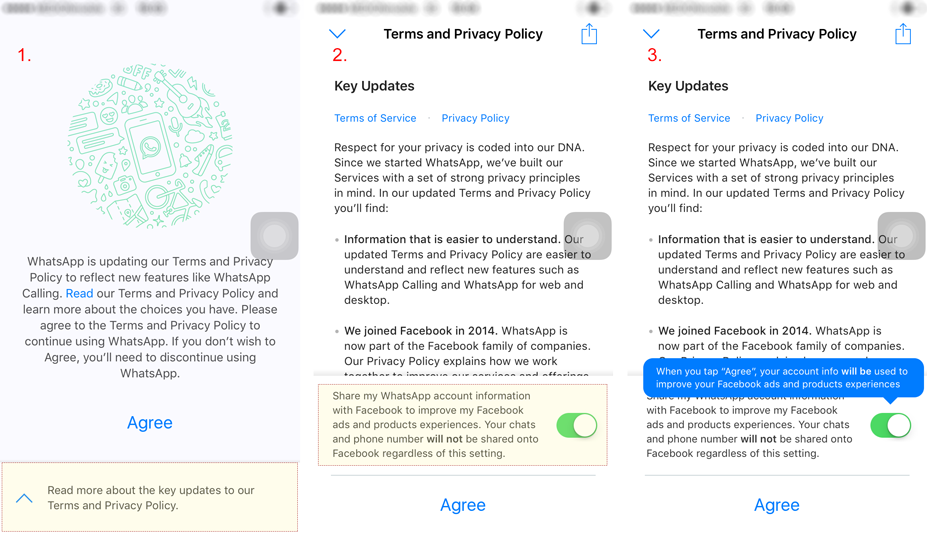 1.
WhatsApp is updating our Terms and Privacy
Policy to reflect new features like WhatsApp
Calling. Read our Terms and Privacy Policy and
learn more about the choices you have. Please
agree to the Terms and Privacy Policy to
continue using WhatsApp. If you don't wish to
Agree, you'll need to discontinue using
WhatsApp.
Agree
Read more about the key updates to our
Terms and Privacy Policy.
Terms and Privacy Policy
2.
Key Updates
Terms of Service · Privacy Policy
Respect for your privacy is coded into our DNA.
Since we started WhatsApp, we've built our
Services with a set of strong privacy principles
in mind. In our updated Terms and Privacy Policy
you'll find:
• Information that is easier to understand. Our
updated Terms and Privacy Policy are easier to
understand and reflect new features such as
WhatsApp Calling and WhatsApp for web and
desktop.
• We joined Facebook in 2014. WhatsApp is
now part of the Facebook family of companies.
Our Privacy Policy explains how we work
together to improve our services and offerings
Share my WhatsApp account information
with Facebook to improve my Facebook
ads and products experiences. Your chats
and phone number will not be shared onto
Facebook regardless of this setting.
Agree
Terms and Privacy Policy
3.
Key Updates
Terms of Service · Privacy Policy
Respect for your privacy is coded into our DNA.
Since we started WhatsApp, we've built our
Services with a set of strong privacy principles
in mind. In our updated Terms and Privacy Policy
you'll find:
• Information that is easier to understand. Our
updated Terms and Privacy Policy are easier to
understand and reflect new features such as
WhatsApp Calling and WhatsApp for web and
desktop.
• We joined Facebook in 2014. WhatsApp is
now part of the Facebook family of companies.
When you tap "Agree", your account info will be used to
improve your Facebook ads and products experiences
Share my WhatsApp account information
with Facebook to improve my Facebook
ads and products experiences. Your chats
and phone number will not be shared onto
Facebook regardless of this setting.
Agree